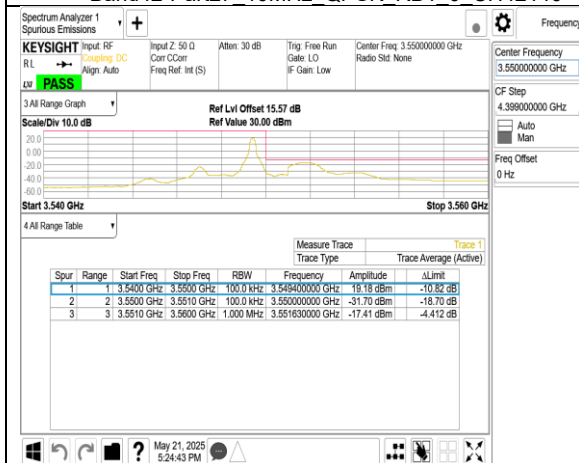 Spectrum Analyzer 1
Spurious Emissions
Frequency
KEYSIGHT
Input: RF
Input Z: 50 Ω
Atten: 30 dB
Trig: Free Run
Center Freq: 3.550000000 GHz
RL
Coupling: DC
Corr CCorr
Gate: LO
Radio Std: None
Align: Auto
Freq Ref: Int (S)
IF Gain: Low
PASS
Center Frequency
3.550000000 GHz
CF Step
4.399000000 GHz
Auto
Man
Freq Offset
0 Hz
3 All Range Graph
Ref Lvl Offset 15.57 dB
Scale/Div 10.0 dB
Ref Value 30.00 dBm
20.0
0.00
-20.0
-40.0
-60.0
Start 3.540 GHz
Stop 3.560 GHz
4 All Range Table
Measure Trace Trace 1
Trace Type Trace Average (Active)
Spur Range Start Freq Stop Freq RBW Frequency Amplitude ΔLimit
1 1 3.5400 GHz 3.5500 GHz 100.0 kHz 3.549400000 GHz 19.18 dBm -10.82 dB
2 2 3.5500 GHz 3.5510 GHz 100.0 kHz 3.550000000 GHz -31.70 dBm -18.70 dB
3 3 3.5510 GHz 3.5600 GHz 1.000 MHz 3.551630000 GHz -17.41 dBm -4.412 dB
May 21, 2025
5:24:43 PM